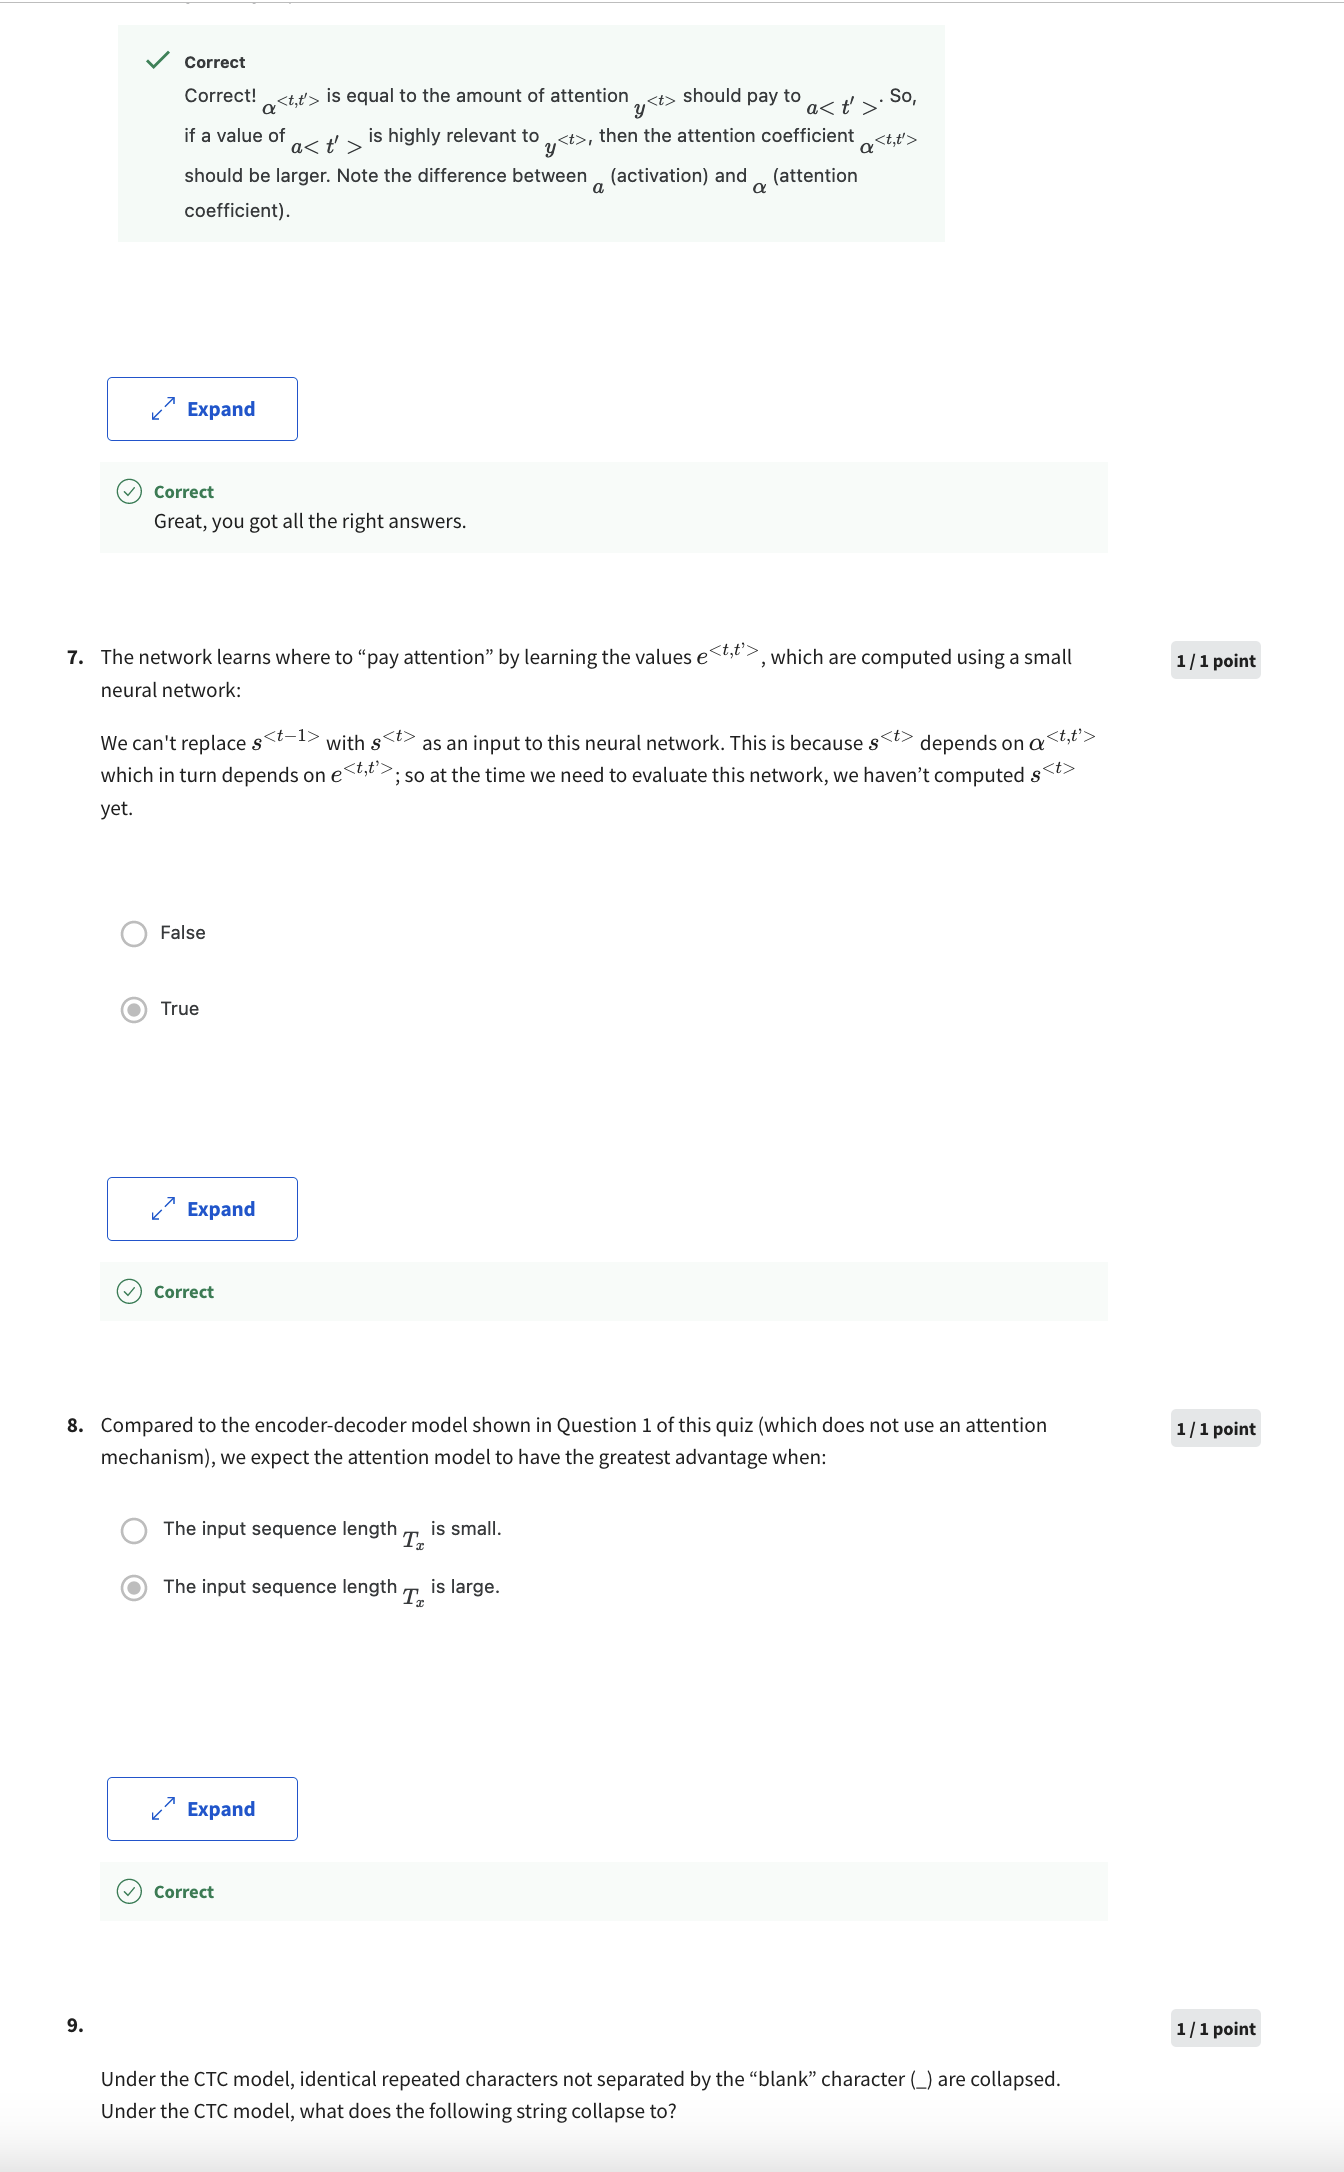 Correct
Correct! α<t,t′> is equal to the amount of attention y<t> should pay to a< t′ >. So,
if a value of a< t′ > is highly relevant to y<t>, then the attention coefficient α<t,t′>
should be larger. Note the difference between a (activation) and α (attention
coefficient).
Expand
Correct
Great, you got all the right answers.
7. The network learns where to “pay attention” by learning the values e<t,t’>, which are computed using a small 1 / 1 point
neural network:
We can't replace s<t−1> with s<t> as an input to this neural network. This is because s<t> depends on α<t,t’>
which in turn depends on e<t,t’>; so at the time we need to evaluate this network, we haven’t computed s<t>
yet.
False
True
Expand
Correct
8. Compared to the encoder-decoder model shown in Question 1 of this quiz (which does not use an attention 1 / 1 point
mechanism), we expect the attention model to have the greatest advantage when:
The input sequence length Tx is small.
The input sequence length Tx is large.
Expand
Correct
9. 1 / 1 point
Under the CTC model, identical repeated characters not separated by the “blank” character (_) are collapsed.
Under the CTC model, what does the following string collapse to?